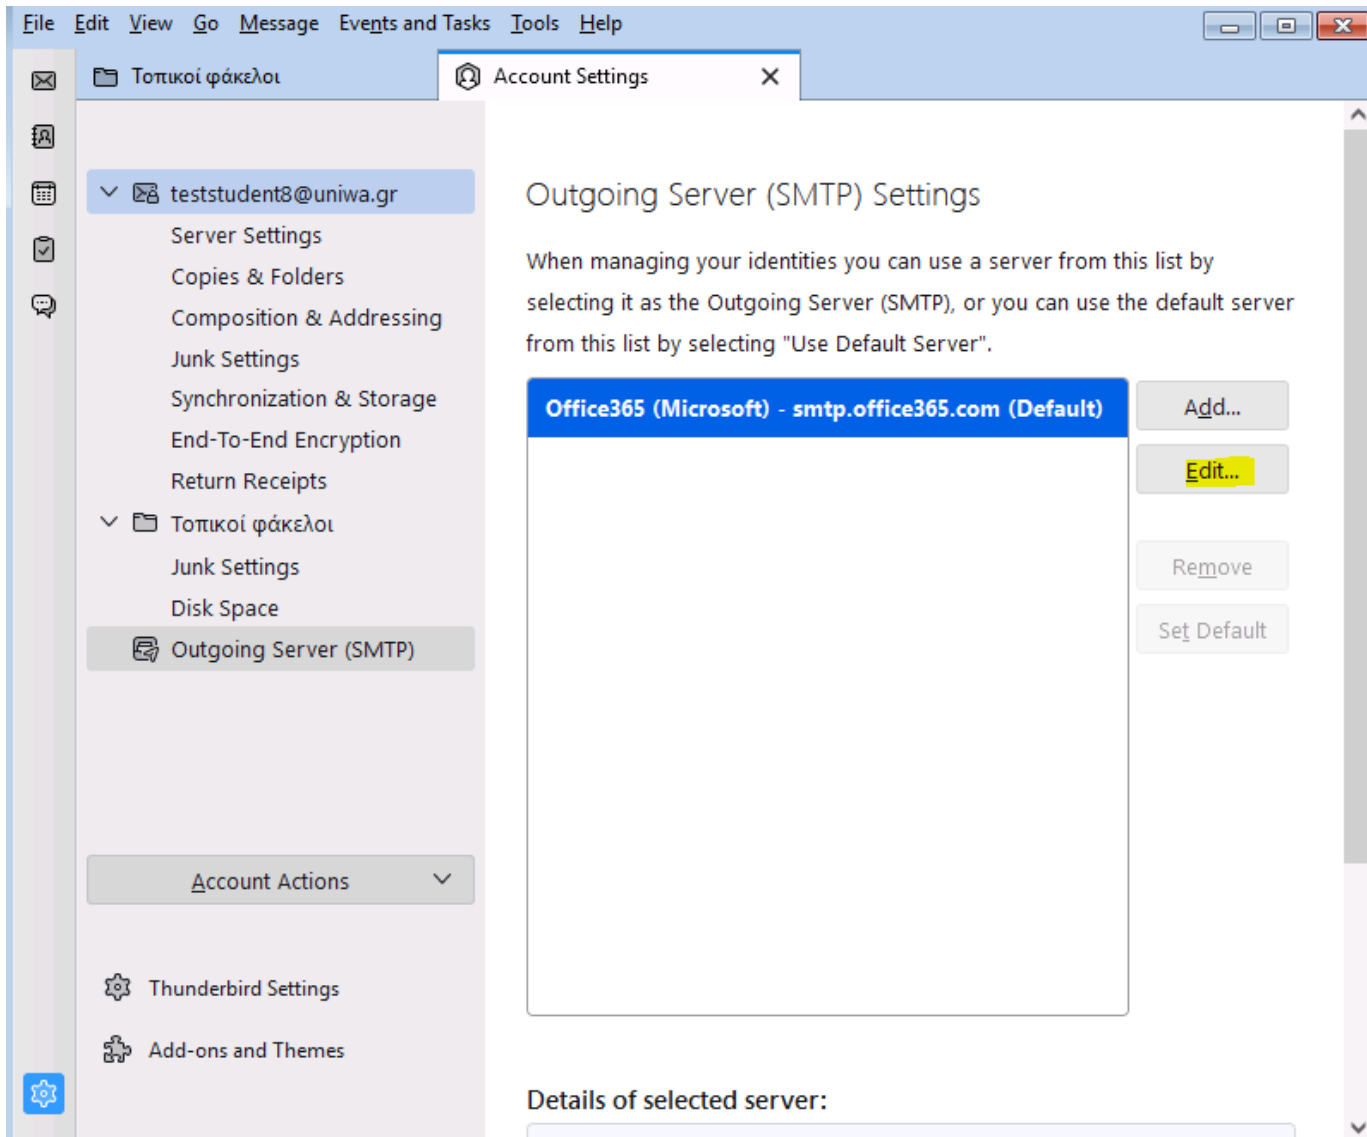 File Edit View Go Message Events and Tasks Tools Help
Τοπικοί φάκελοι
Account Settings
teststudent8@uniwa.gr
Server Settings
Copies & Folders
Composition & Addressing
Junk Settings
Synchronization & Storage
End-To-End Encryption
Return Receipts
Τοπικοί φάκελοι
Junk Settings
Disk Space
Outgoing Server (SMTP)
Account Actions
Thunderbird Settings
Add-ons and Themes
Outgoing Server (SMTP) Settings
When managing your identities you can use a server from this list by
selecting it as the Outgoing Server (SMTP), or you can use the default server
from this list by selecting "Use Default Server".
Office365 (Microsoft) - smtp.office365.com (Default)
Add...
Edit...
Remove
Set Default
Details of selected server: